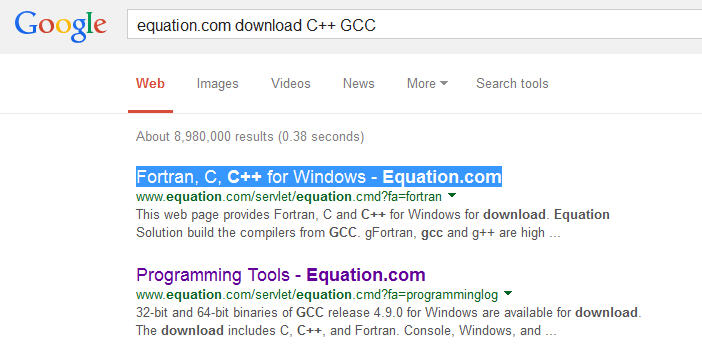 Google
equation.com download C++ GCC
Web Images Videos News More Search tools
About 8,980,000 results (0.38 seconds)
Fortran, C, C++ for Windows - Equation.com
www.equation.com/servlet/equation.cmd?fa=fortran
This web page provides Fortran, C and C++ for Windows for download. Equation
Solution build the compilers from GCC. gFortran, gcc and g++ are high ...
Programming Tools - Equation.com
www.equation.com/servlet/equation.cmd?fa=programminglog
32-bit and 64-bit binaries of GCC release 4.9.0 for Windows are available for download.
The download includes C, C++, and Fortran. Console, Windows, and ...